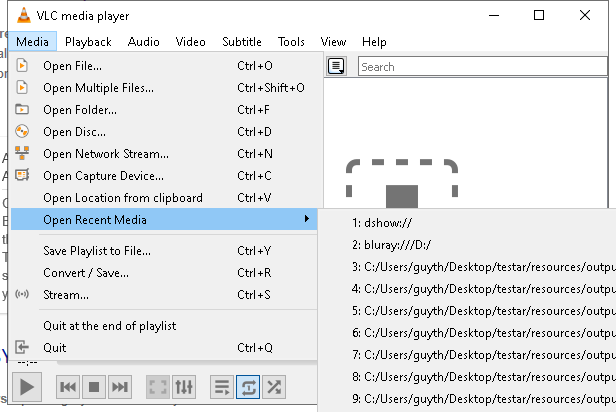 VLC media player
Media Playback Audio Video Subtitle Tools View Help
Open File... Ctrl+O
Open Multiple Files... Ctrl+Shift+O
Open Folder... Ctrl+F
Open Disc... Ctrl+D
Open Network Stream... Ctrl+N
Open Capture Device... Ctrl+C
Open Location from clipboard Ctrl+V
Open Recent Media
Save Playlist to File... Ctrl+Y
Convert / Save... Ctrl+R
Stream... Ctrl+S
Quit at the end of playlist
Quit Ctrl+Q
Search
1: dshow://
2: bluray:///D:/
3: C:/Users/guyth/Desktop/testar/resources/outpu
4: C:/Users/guyth/Desktop/testar/resources/outpu
5: C:/Users/guyth/Desktop/testar/resources/outpu
6: C:/Users/guyth/Desktop/testar/resources/outpu
7: C:/Users/guyth/Desktop/testar/resources/outpu
8: C:/Users/guyth/Desktop/testar/resources/outpu
9: C:/Users/guyth/Desktop/testar/resources/outpu